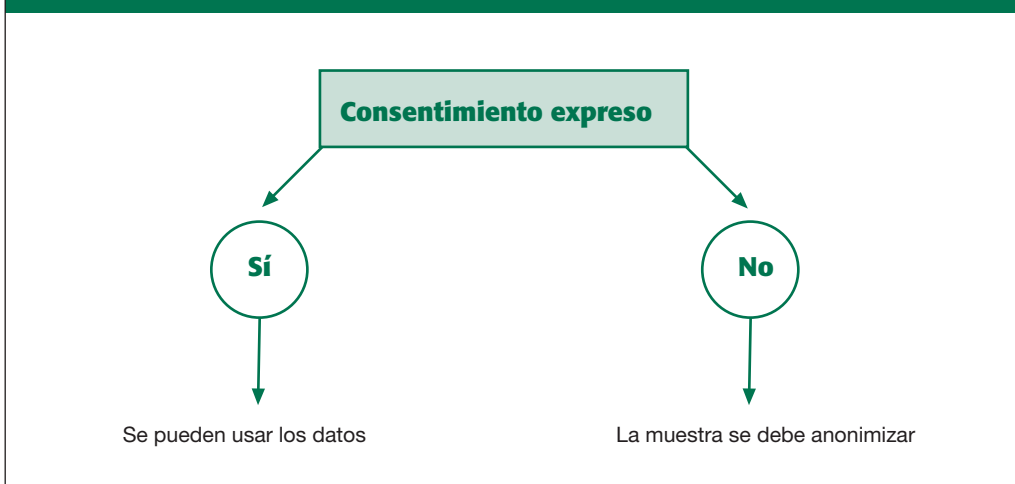 Consentimiento expreso
Sí
No
Se pueden usar los datos
La muestra se debe anonimizar